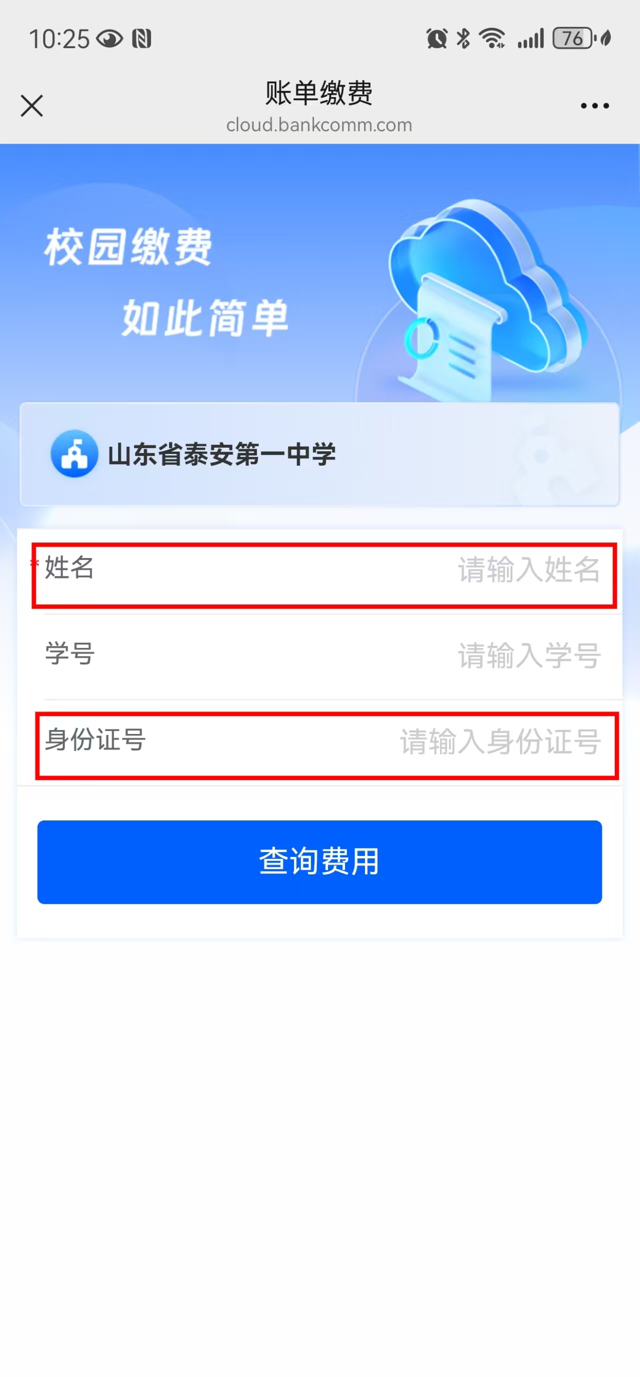 10:25
76
账单缴费
cloud.bankcomm.com
校园缴费
如此简单
山东省泰安第一中学
*姓名 请输入姓名
学号 请输入学号
身份证号 请输入身份证号
查询费用